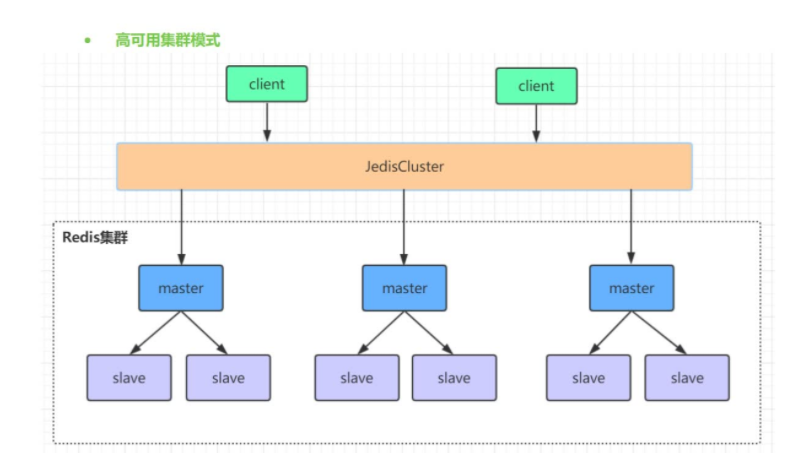 高可用集群模式
client
client
JedisCluster
Redis集群
master
master
master
slave
slave
slave
slave
slave
slave